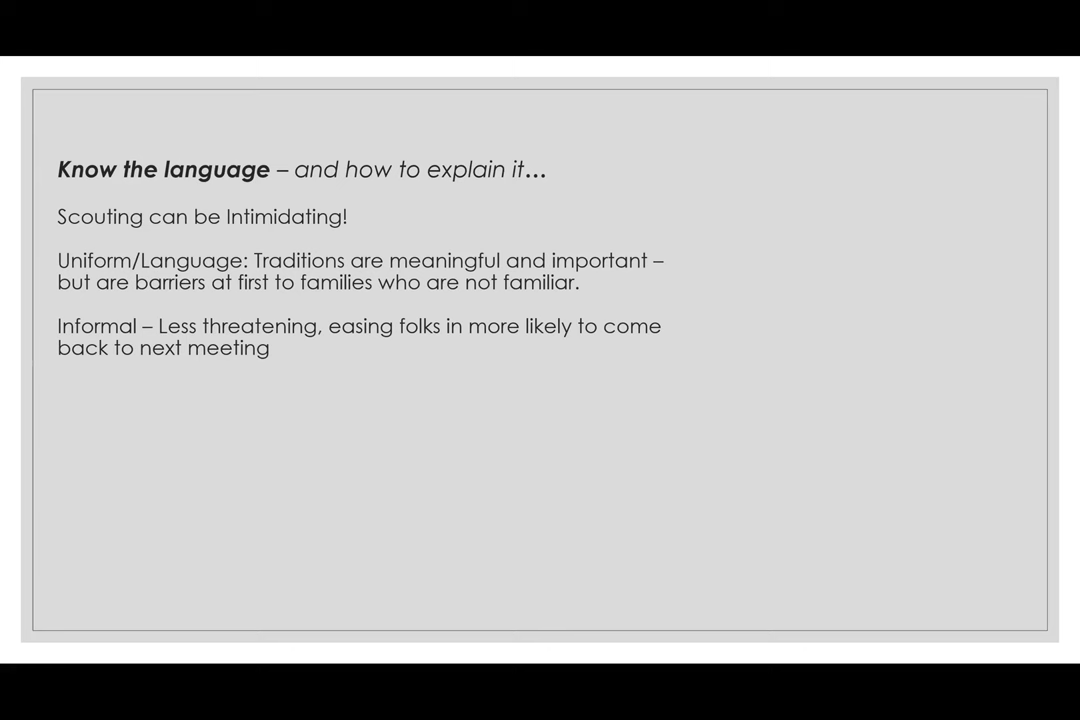 Know the language – and how to explain it...
Scouting can be Intimidating!
Uniform/Language: Traditions are meaningful and important –
but are barriers at first to families who are not familiar.
Informal – Less threatening, easing folks in more likely to come
back to next meeting